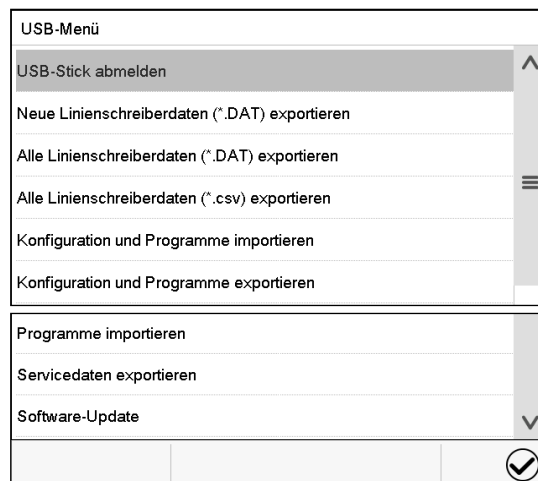 USB-Menü
USB-Stick abmelden
Neue Linienschreiberdaten (*.DAT) exportieren
Alle Linienschreiberdaten (*.DAT) exportieren
Alle Linienschreiberdaten (*.csv) exportieren
Konfiguration und Programme importieren
Konfiguration und Programme exportieren
Programme importieren
Servicedaten exportieren
Software-Update